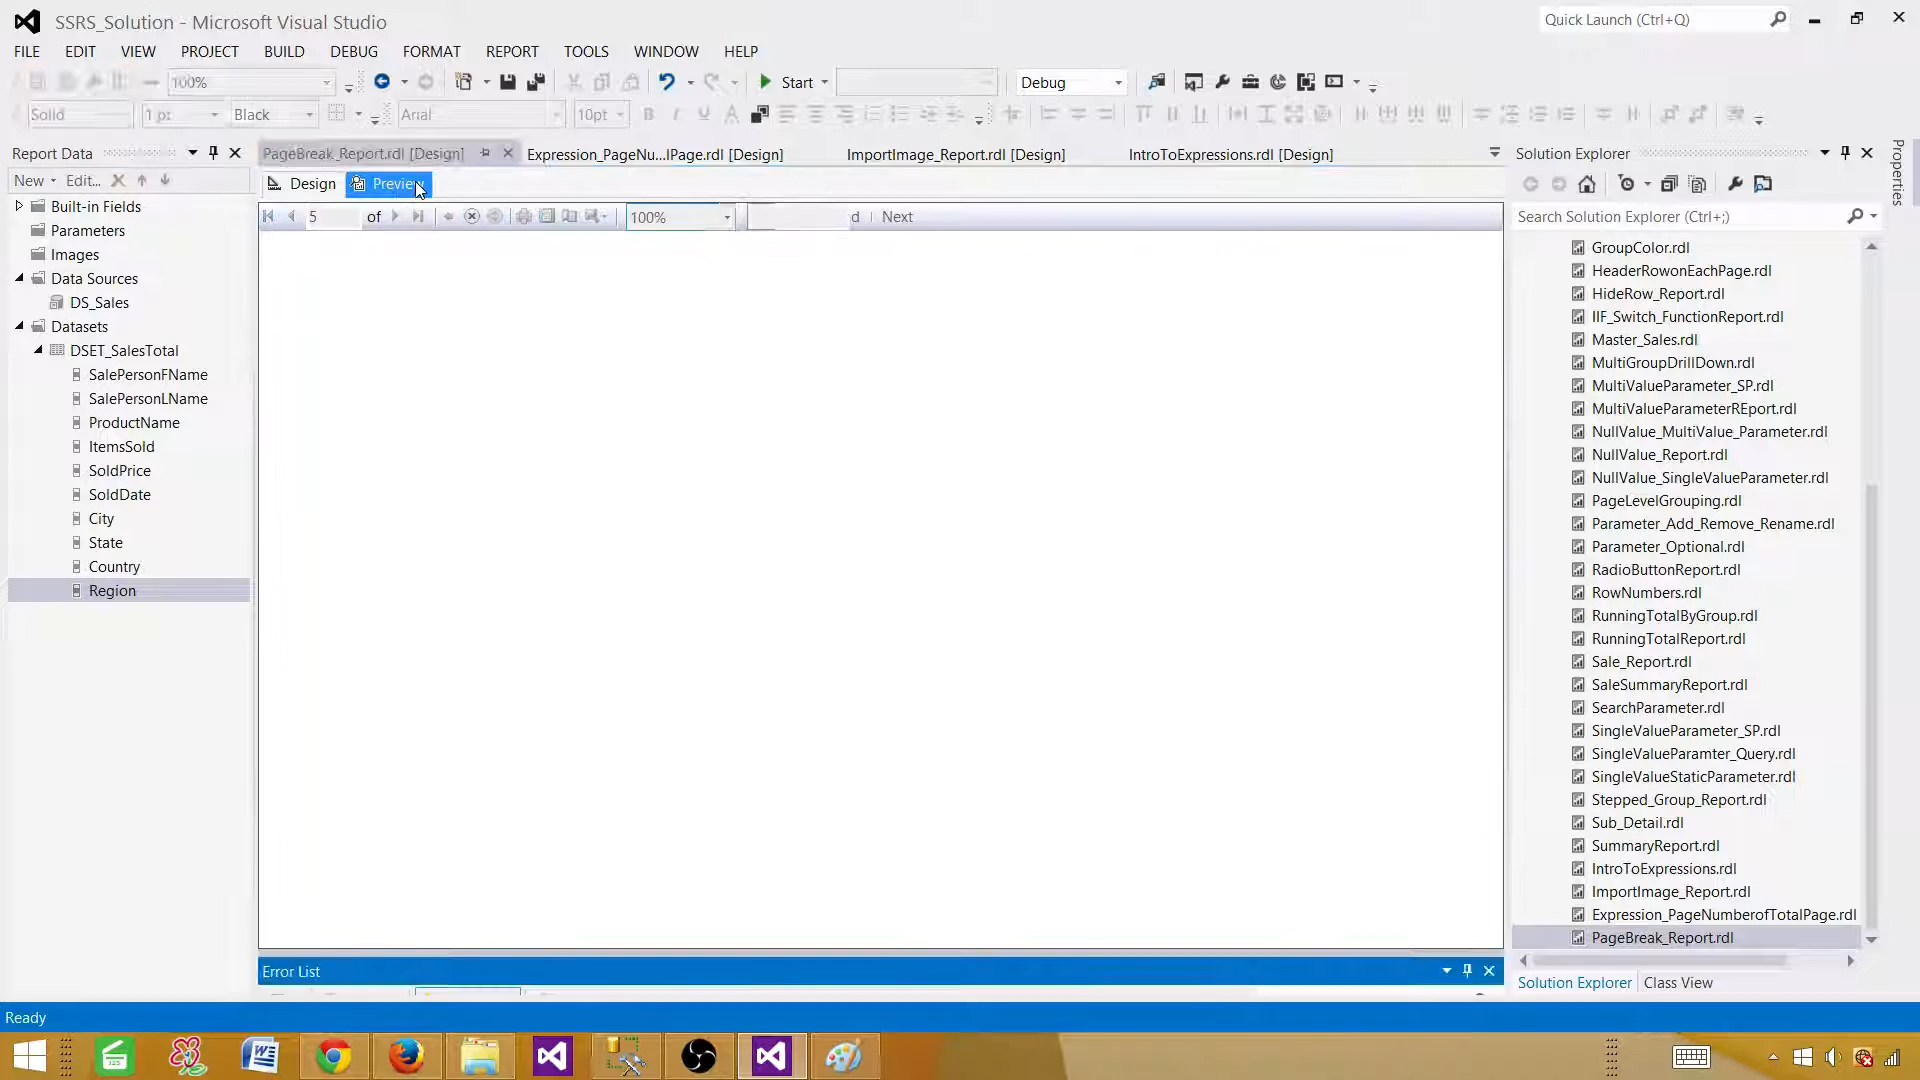 SSRS_Solution - Microsoft Visual Studio
Quick Launch (Ctrl+Q)
FILE EDIT VIEW PROJECT BUILD DEBUG FORMAT REPORT TOOLS WINDOW HELP
100% Start Debug
Solid 1 pt Black Arial 10pt B I U A
Report Data
PageBreak_Report.rdl [Design] Expression_PageNu...lPage.rdl [Design] ImportImage_Report.rdl [Design] IntroToExpressions.rdl [Design]
Solution Explorer
Properties
New Edit...
Design Preview
5 of 100% d | Next
Search Solution Explorer (Ctrl+;)
Built-in Fields
Parameters
Images
Data Sources
DS_Sales
Datasets
DSET_SalesTotal
SalePersonFName
SalePersonLName
ProductName
ItemsSold
SoldPrice
SoldDate
City
State
Country
Region
GroupColor.rdl
HeaderRowonEachPage.rdl
HideRow_Report.rdl
IIF_Switch_FunctionReport.rdl
Master_Sales.rdl
MultiGroupDrillDown.rdl
MultiValueParameter_SP.rdl
MultiValueParameterREport.rdl
NullValue_MultiValue_Parameter.rdl
NullValue_Report.rdl
NullValue_SingleValueParameter.rdl
PageLevelGrouping.rdl
Parameter_Add_Remove_Rename.rdl
Parameter_Optional.rdl
RadioButtonReport.rdl
RowNumbers.rdl
RunningTotalByGroup.rdl
RunningTotalReport.rdl
Sale_Report.rdl
SaleSummaryReport.rdl
SearchParameter.rdl
SingleValueParameter_SP.rdl
SingleValueParamter_Query.rdl
SingleValueStaticParameter.rdl
Stepped_Group_Report.rdl
Sub_Detail.rdl
SummaryReport.rdl
IntroToExpressions.rdl
ImportImage_Report.rdl
Expression_PageNumberofTotalPage.rdl
PageBreak_Report.rdl
Error List
Solution Explorer Class View
Ready